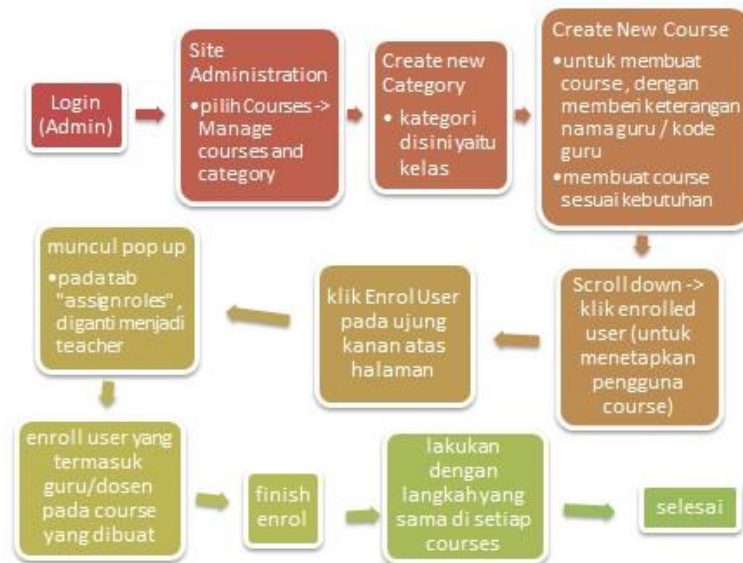 Login
(Admin)
Site
Administration
•pilih Courses ->
Manage
courses and
category
Create new
Category
• kategori
disini yaitu
kelas
Create New Course
•untuk membuat
course , dengan
memberi keterangan
nama guru / kode
guru
•membuat course
sesuai kebutuhan
Scroll down ->
klik enrolled
user (untuk
menetapkan
pengguna
course)
klik Enrol User
pada ujung
kanan atas
halaman
muncul pop up
•pada tab
"assign roles" ,
diganti menjadi
teacher
enroll user yang
termasuk
guru/dosen
pada course
yang dibuat
finish
enrol
lakukan
dengan
langkah yang
sama di setiap
courses
selesai